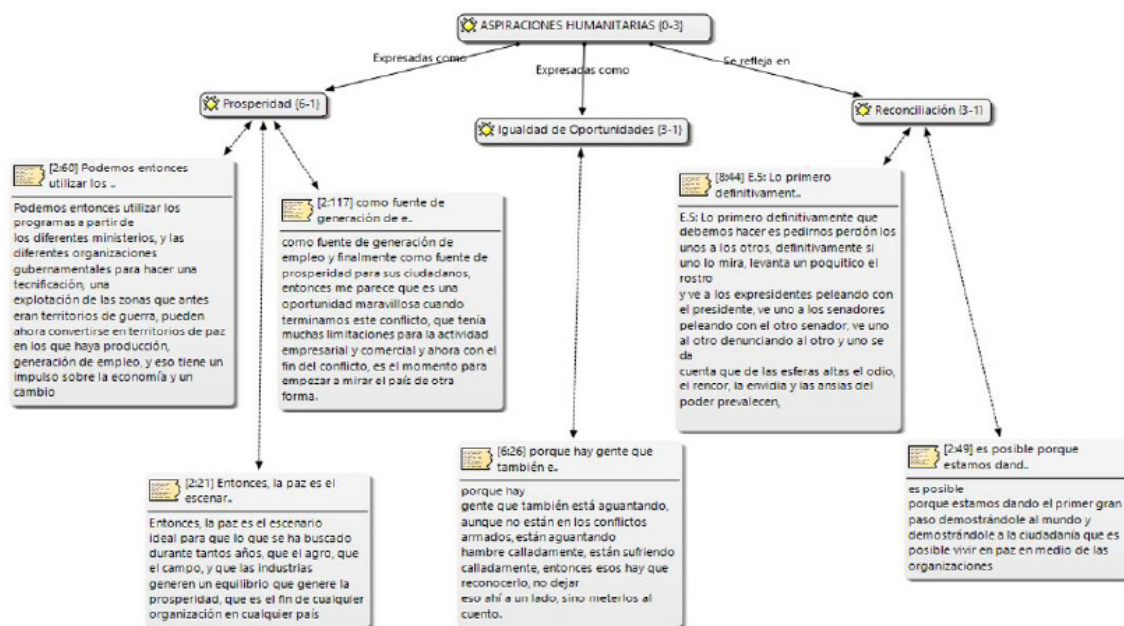 ASPIRACIONES HUMANITARIAS {0-3}
Expresadas como
Expresadas como
Se refleja en
Prosperidad {6-1}
Igualdad de Oportunidades {3-1}
Reconciliación {3-1}
[2:60] Podemos entonces
utilizar los ..
Podemos entonces utilizar los
programas a partir de
los diferentes ministerios, y las
diferentes organizaciones
gubernamentales para hacer una
tecnificación, una
explotación de las zonas que antes
eran territorios de guerra, pueden
ahora convertirse en territorios de paz
en los que haya producción,
generación de empleo, y eso tiene un
impulso sobre la economía y un
cambio
[2:117] como fuente de
generación de e..
como fuente de generación de
empleo y finalmente como fuente de
prosperidad para sus ciudadanos,
entonces me parece que es una
oportunidad maravillosa cuando
terminamos este conflicto, que tenía
muchas limitaciones para la actividad
empresarial y comercial y ahora con el
fin del conflicto, es el momento para
empezar a mirar el país de otra
forma.
[8:44] E.S: Lo primero
definitivament..
E.S: Lo primero definitivamente que
debemos hacer es pedirnos perdón los
unos a los otros, definitivamente si
uno lo mira, levanta un poquitico el
rostro
y ve a los expresidentes peleando con
el presidente, ve uno a los senadores
peleando con el otro senador, ve uno
al otro denunciando al otro y uno se
da
cuenta que de las esferas altas el odio,
el rencor, la envidia y las ansias del
poder prevalecen,
[2:21] Entonces, la paz es el
escenar..
Entonces, la paz es el escenario
ideal para que lo que se ha buscado
durante tantos años, que el agro, que
el campo, y que las industrias
generen un equilibrio que genere la
prosperidad, que es el fin de cualquier
organización en cualquier país
[6:26] porque hay gente que
también e..
porque hay
gente que también está aguantando,
aunque no están en los conflictos
armados, están aguantando
hambre calladamente, están sufriendo
calladamente, entonces esos hay que
reconocerlo, no dejar
eso ahí a un lado, sino meterlos al
cuento.
[2:49] es posible porque
estamos dand..
es posible
porque estamos dando el primer gran
paso demostrándole al mundo y
demostrándole a la ciudadanía que es
posible vivir en paz en medio de las
organizaciones